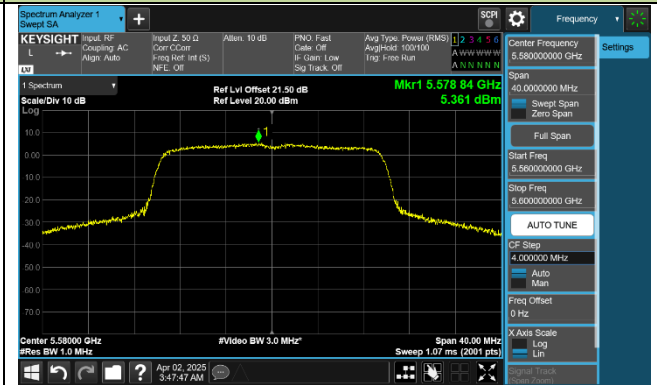 Spectrum Analyzer 1
Swept SA
+
SCPI
Frequency
KEYSIGHT
L
LXI
Input: RF
Coupling: AC
Align: Auto
Input Z: 50 Ω
Corr CCorr
Freq Ref: Int (S)
NFE: Off
Atten: 10 dB
PNO: Fast
Gate: Off
IF Gain: Low
Sig Track: Off
Avg Type: Power (RMS)
Avg|Hold: 100/100
Trig: Free Run
1 2 3 4 5 6
A W W W W W
A N N N N N
1 Spectrum
Scale/Div 10 dB
Log
Ref Lvl Offset 21.50 dB
Ref Level 20.00 dBm
Mkr1 5.578 84 GHz
5.361 dBm
1
10.0
0.00
-10.0
-20.0
-30.0
-40.0
-50.0
-60.0
-70.0
Center 5.58000 GHz
#Res BW 1.0 MHz
#Video BW 3.0 MHz*
Span 40.00 MHz
Sweep 1.07 ms (2001 pts)
Apr 02, 2025
3:47:47 AM
Center Frequency
5.580000000 GHz
Settings
Span
40.0000000 MHz
Swept Span
Zero Span
Full Span
Start Freq
5.560000000 GHz
Stop Freq
5.600000000 GHz
AUTO TUNE
CF Step
4.000000 MHz
Auto
Man
Freq Offset
0 Hz
X Axis Scale
Log
Lin
Signal Track
(Span Zoom)